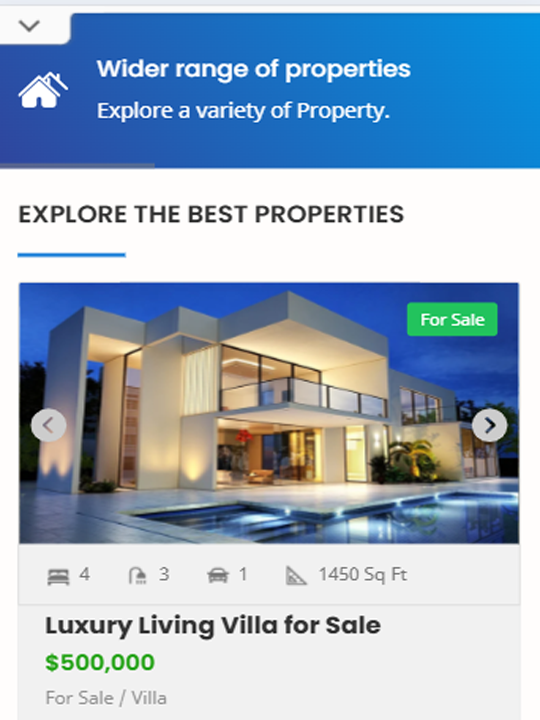 Wider range of properties
Explore a variety of Property.
EXPLORE THE BEST PROPERTIES
For Sale
4 3 1 1450 Sq Ft
Luxury Living Villa for Sale
$500,000
For Sale / Villa